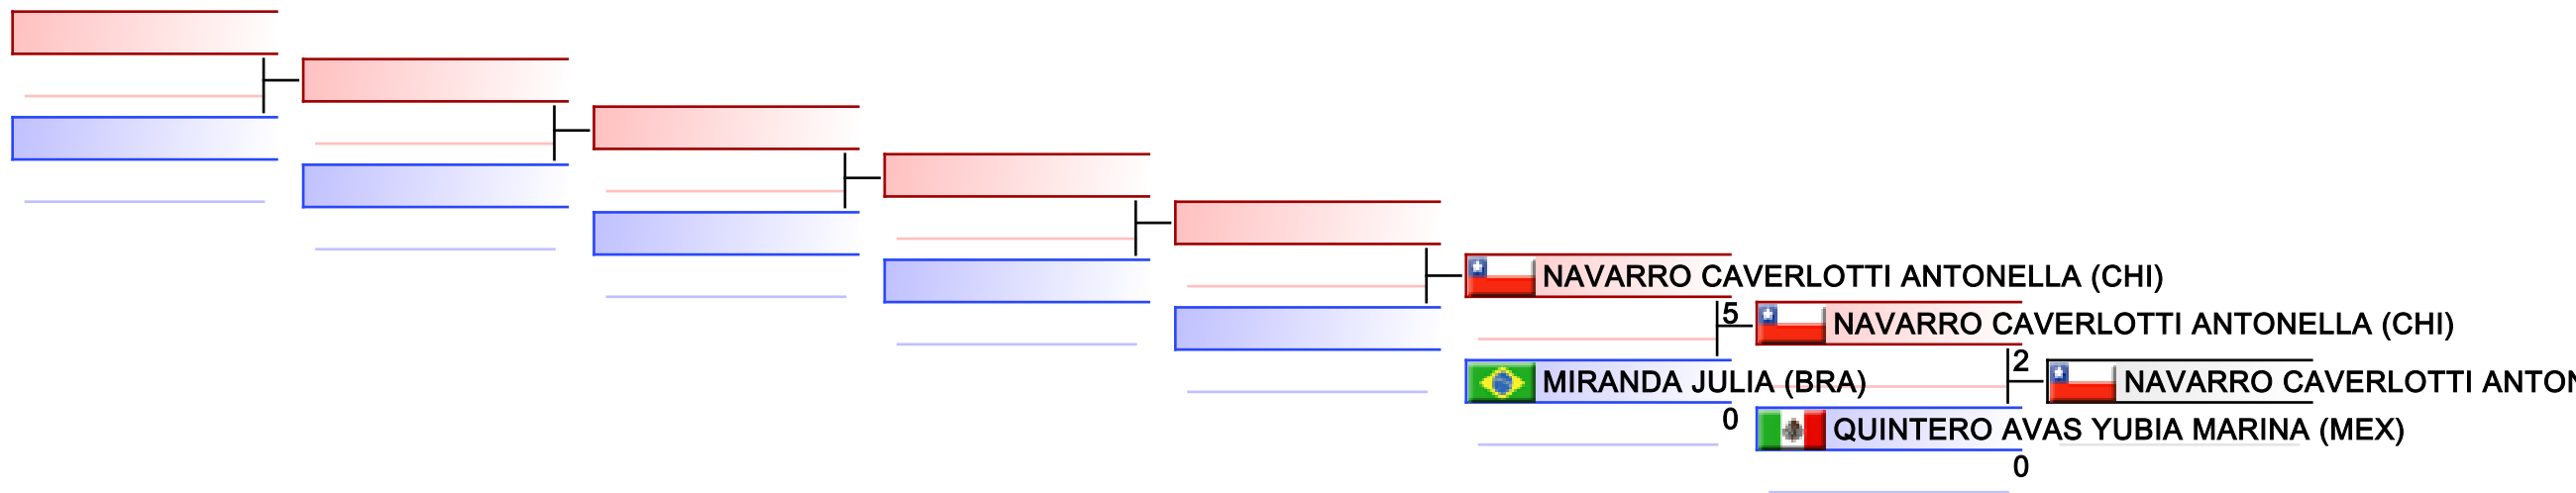 NAVARRO CAVERLOTTI ANTONELLA (CHI)
5
NAVARRO CAVERLOTTI ANTONELLA (CHI)
MIRANDA JULIA (BRA)
2
NAVARRO CAVERLOTTI ANTON
0
QUINTERO AVAS YUBIA MARINA (MEX)
0